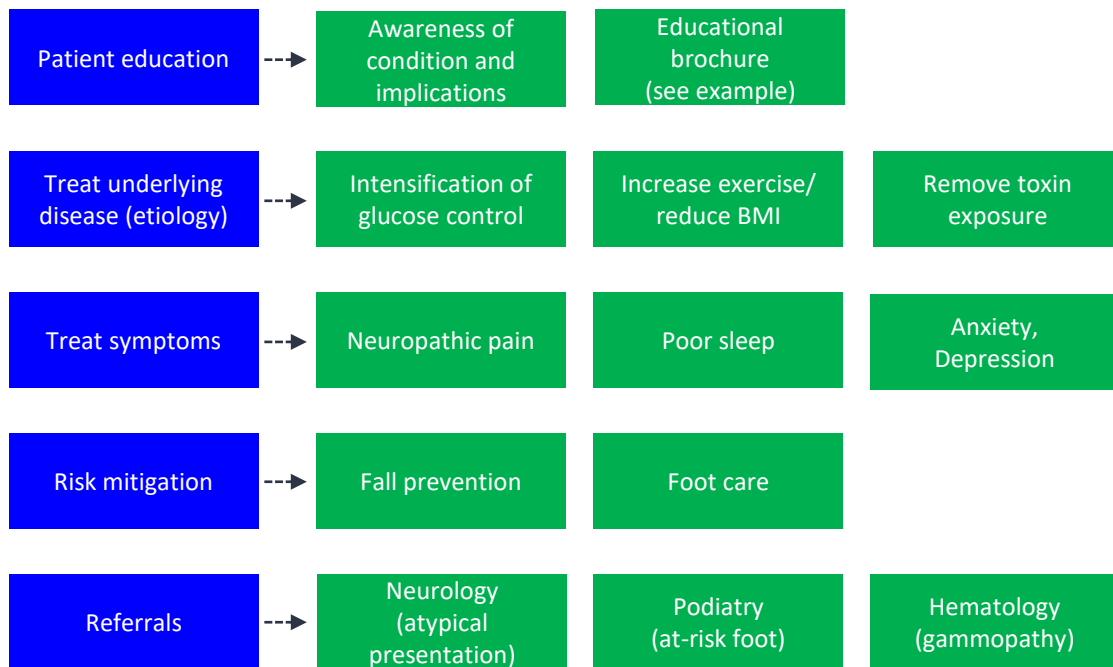 Patient education
Awareness of
condition and
implications
Educational
brochure
(see example)
Treat underlying
disease (etiology)
Intensification of
glucose control
Increase exercise/
reduce BMI
Remove toxin
exposure
Treat symptoms
Neuropathic pain
Poor sleep
Anxiety,
Depression
Risk mitigation
Fall prevention
Foot care
Referrals
Neurology
(atypical
presentation)
Podiatry
(at-risk foot)
Hematology
(gammopathy)